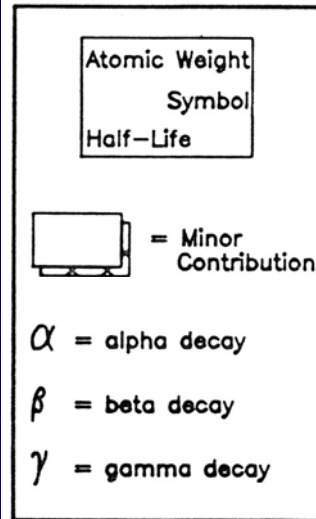 Atomic Weight
Symbol
Half-Life
= Minor
Contribution
α = alpha decay
β = beta decay
γ = gamma decay